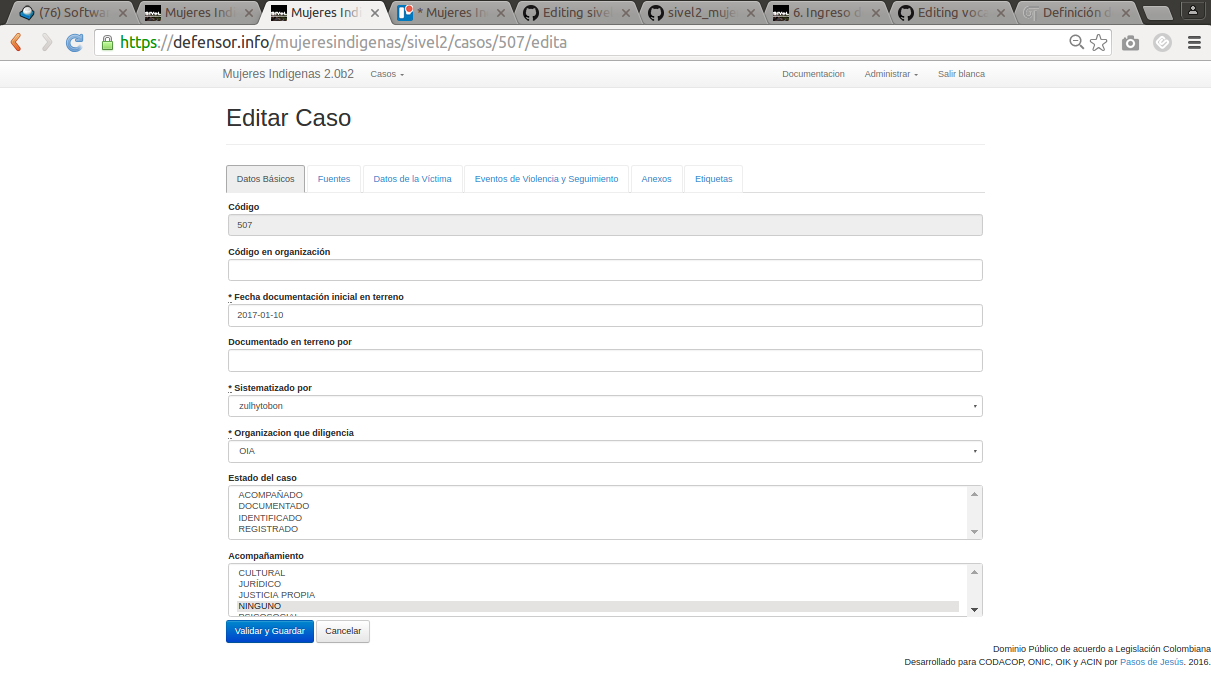 (76) Softwa
Mujeres Indi
Mujeres Indi
* Mujeres In
Editing sive
sivel2_muje
6. Ingreso d
Editing voca
Definición d
https://defensor.info/mujeresindigenas/sivel2/casos/507/edita
Mujeres Indigenas 2.0b2 Casos Documentacion Administrar Salir blanca
Editar Caso
Datos Básicos Fuentes Datos de la Víctima Eventos de Violencia y Seguimiento Anexos Etiquetas
Código
507
Código en organización
* Fecha documentación inicial en terreno
2017-01-10
Documentado en terreno por
* Sistematizado por
zulhytobon
* Organizacion que diligencia
OIA
Estado del caso
ACOMPAÑADO
DOCUMENTADO
IDENTIFICADO
REGISTRADO
Acompañamiento
CULTURAL
JURÍDICO
JUSTICIA PROPIA
NINGUNO
PSICOSOCIAL
Validar y Guardar Cancelar
Dominio Público de acuerdo a Legislación Colombiana
Desarrollado para CODACOP, ONIC, OIK y ACIN por Pasos de Jesús. 2016.